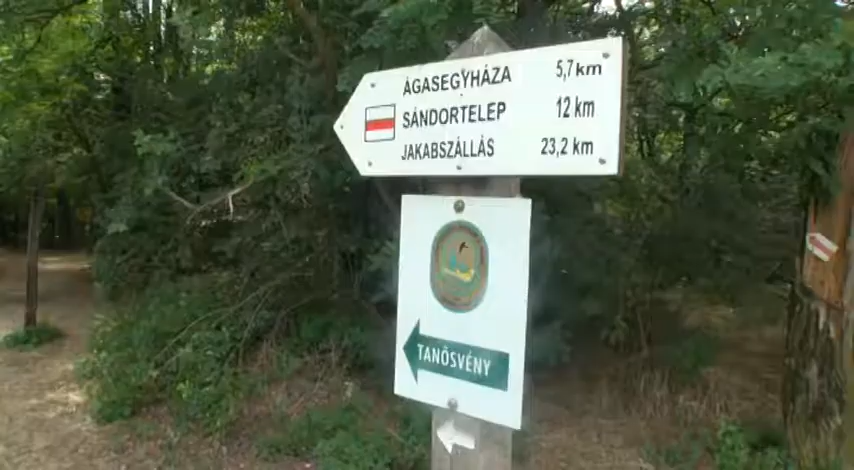 ÁGASEGYHÁZA 5,7 km
SÁNDORTELEP 12 km
JAKABSZÁLLÁS 23,2 km
TANÖSVÉNY